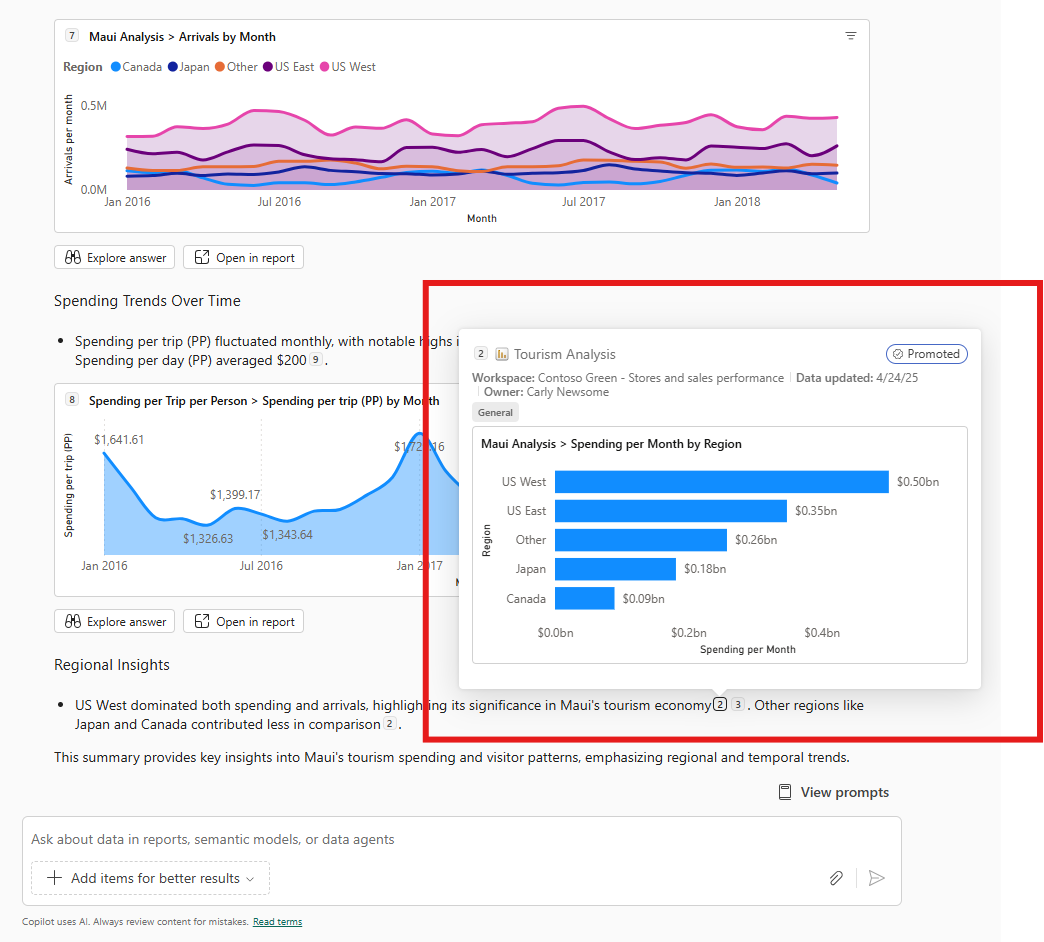 7 Maui Analysis > Arrivals by Month
Region Canada Japan Other US East US West
Arrivals per month
0.5M
0.0M
Jan 2016 Jul 2016 Jan 2017 Jul 2017 Jan 2018
Month
Explore answer Open in report
Spending Trends Over Time
Spending per trip (PP) fluctuated monthly, with notable highs
Spending per day (PP) averaged $200 9 .
8 Spending per Trip per Person > Spending per trip (PP) by Month
Spending per trip (PP)
$1,641.61
$1,399.17
$1,326.63
$1,343.64
Jan 2016 Jul 2016 Jan 2017
Explore answer Open in report
2 Tourism Analysis Promoted
Workspace: Contoso Green - Stores and sales performance Data updated: 4/24/25
Owner: Carly Newsome
General
Maui Analysis > Spending per Month by Region
Region
US West $0.50bn
US East $0.35bn
Other $0.26bn
Japan $0.18bn
Canada $0.09bn
$0.0bn $0.2bn $0.4bn
Spending per Month
Regional Insights
US West dominated both spending and arrivals, highlighting its significance in Maui's tourism economy 2 3 . Other regions like
Japan and Canada contributed less in comparison 2 .
This summary provides key insights into Maui's tourism spending and visitor patterns, emphasizing regional and temporal trends.
View prompts
Ask about data in reports, semantic models, or data agents
Add items for better results
Copilot uses AI. Always review content for mistakes. Read terms